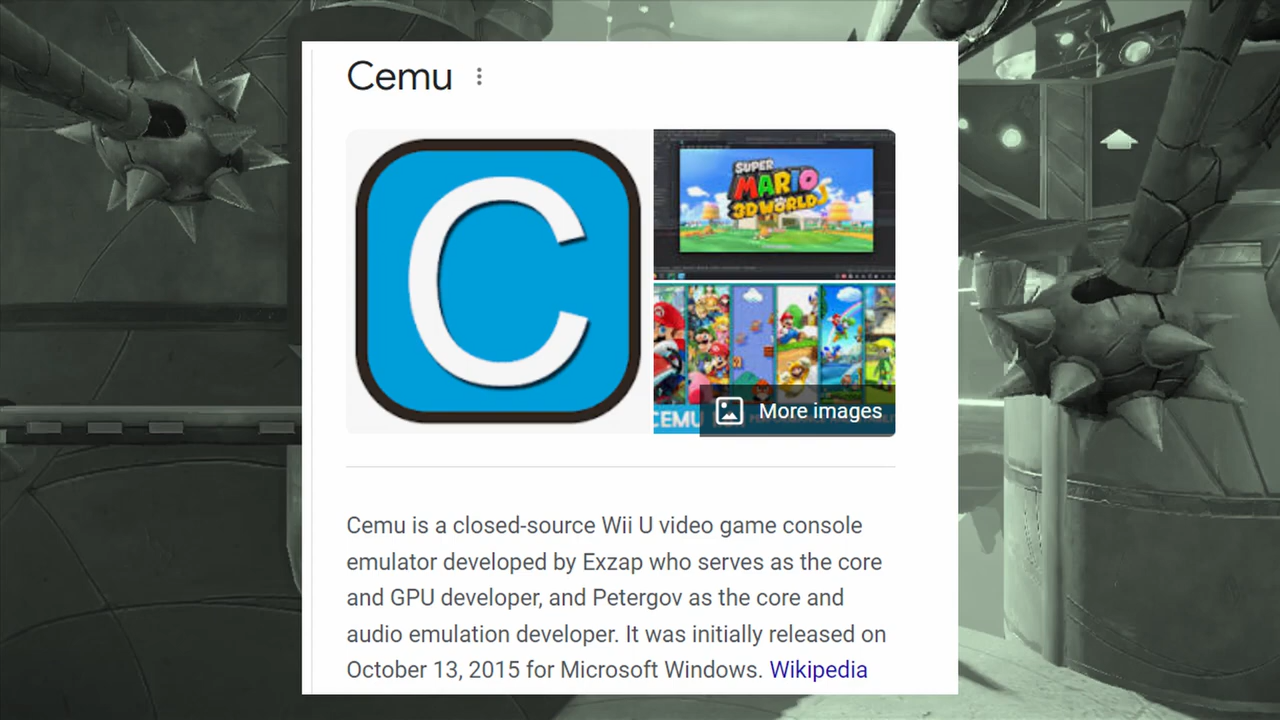 Cemu
C
SUPER
MARIO
3D WORLD
CEMU
More images
Cemu is a closed-source Wii U video game console
emulator developed by Exzap who serves as the core
and GPU developer, and Petergov as the core and
audio emulation developer. It was initially released on
October 13, 2015 for Microsoft Windows. Wikipedia